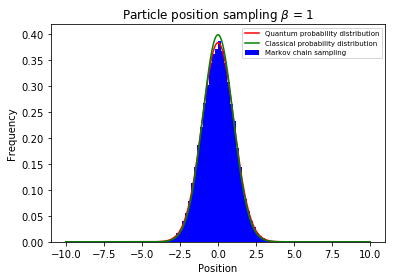 Particle position sampling β = 1
Quantum probability distribution
Classical probability distribution
Markov chain sampling
Frequency
0.40
0.35
0.30
0.25
0.20
0.15
0.10
0.05
0.00
−10.0 −7.5 −5.0 −2.5 0.0 2.5 5.0 7.5 10.0
Position